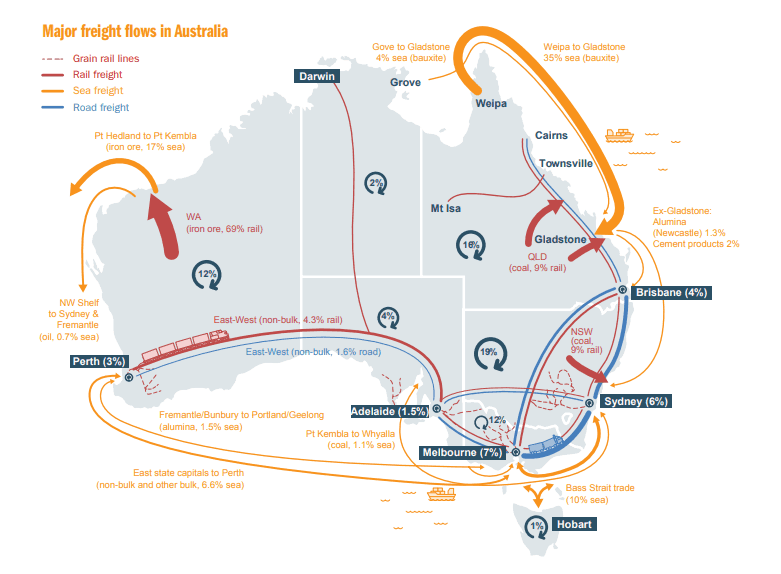 Major freight flows in Australia
Grain rail lines
Rail freight
Sea freight
Road freight
Gove to Gladstone
4% sea (bauxite)
Weipa to Gladstone
35% sea (bauxite)
Darwin
Grove
Weipa
Cairns
Townsville
Pt Hedland to Pt Kembla
(iron ore, 17% sea)
2%
Mt Isa
WA
(iron ore, 69% rail)
Ex-Gladstone:
Alumina
(Newcastle) 1.3%
Cement products 2%
16%
Gladstone
QLD
(coal, 9% rail)
12%
Brisbane (4%)
NW Shelf
to Sydney &
Fremantle
(oil, 0.7% sea)
East-West (non-bulk, 4.3% rail)
4%
NSW
(coal,
9% rail)
East-West (non-bulk, 1.6% road)
19%
Perth (3%)
Sydney (6%)
Adelaide (1.5%)
Fremantle/Bunbury to Portland/Geelong
(alumina, 1.5% sea)
12%
Pt Kembla to Whyalla
(coal, 1.1% sea)
Melbourne (7%)
East state capitals to Perth
(non-bulk and other bulk, 6.6% sea)
Bass Strait trade
(10% sea)
1%
Hobart